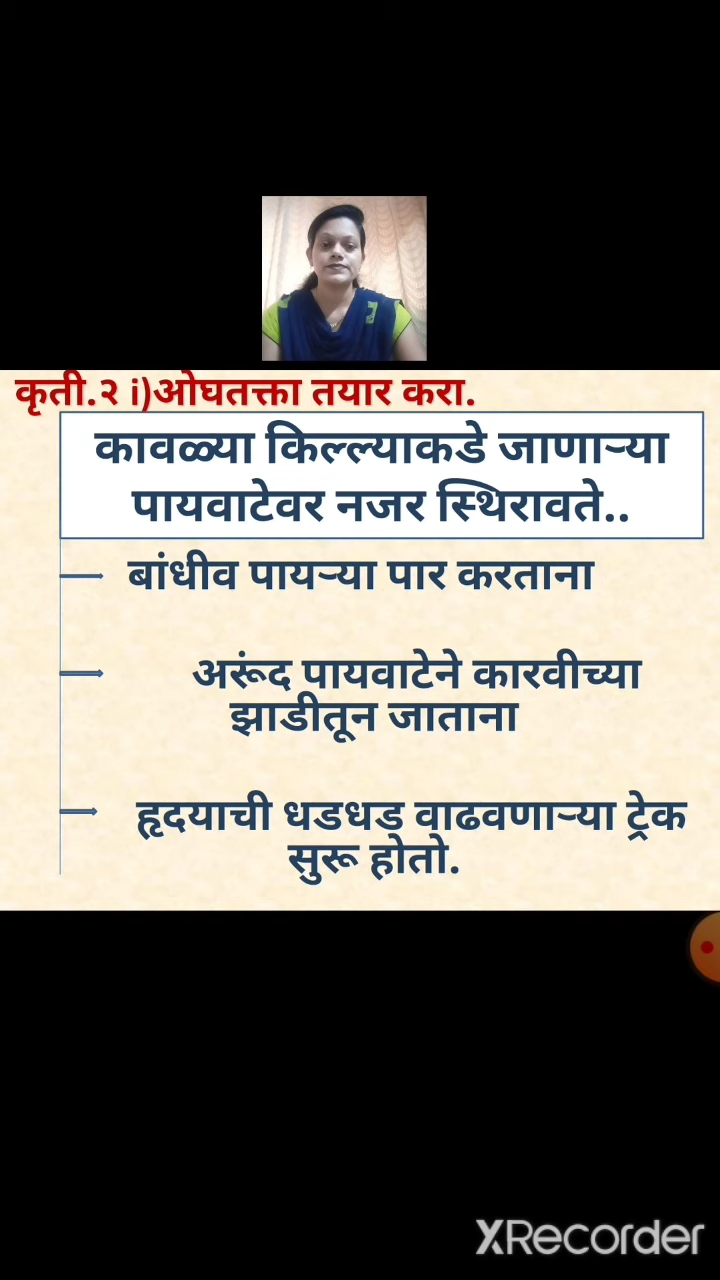 कृती.२ i)ओघतक्ता तयार करा.
कावळ्या किल्ल्याकडे जाणाऱ्या
पायवाटेवर नजर स्थिरावते..
बांधीव पायऱ्या पार करताना
अरूंद पायवाटेने कारवीच्या
झाडीतून जाताना
हृदयाची धडधड वाढवणाऱ्या ट्रेक
सुरू होतो.
XRecorder